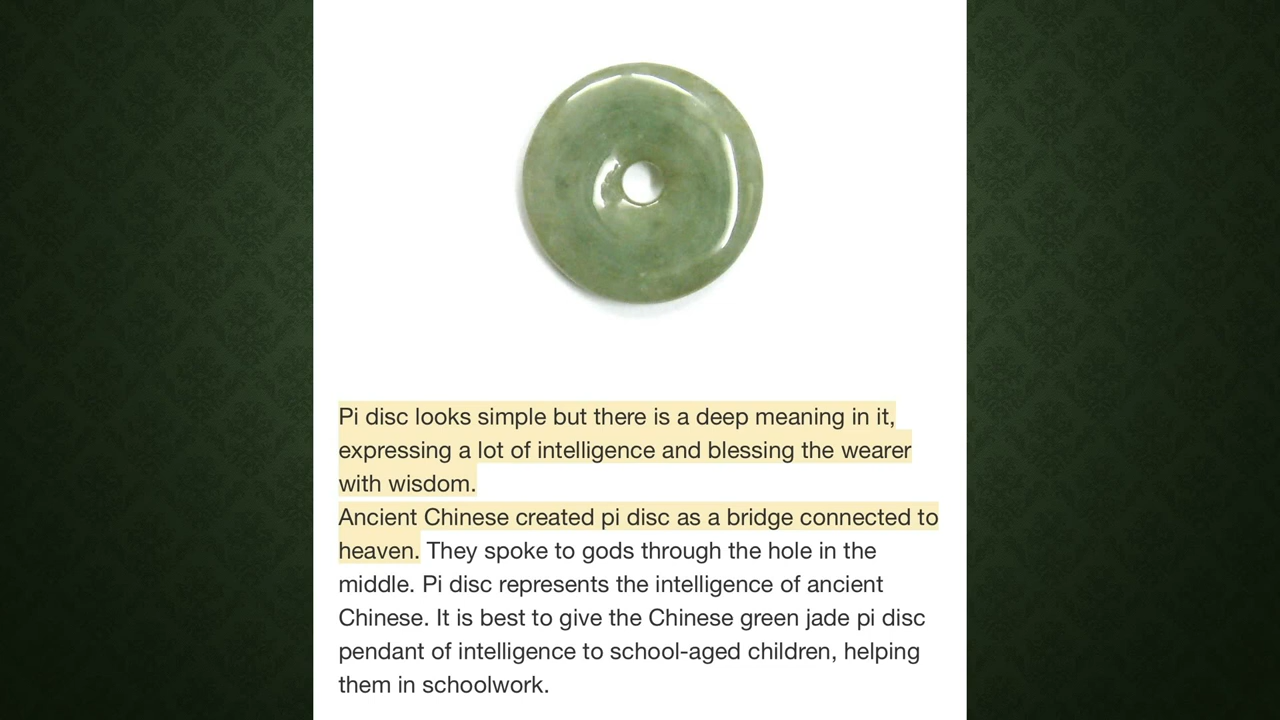 Pi disc looks simple but there is a deep meaning in it,
expressing a lot of intelligence and blessing the wearer
with wisdom.
Ancient Chinese created pi disc as a bridge connected to
heaven. They spoke to gods through the hole in the
middle. Pi disc represents the intelligence of ancient
Chinese. It is best to give the Chinese green jade pi disc
pendant of intelligence to school-aged children, helping
them in schoolwork.